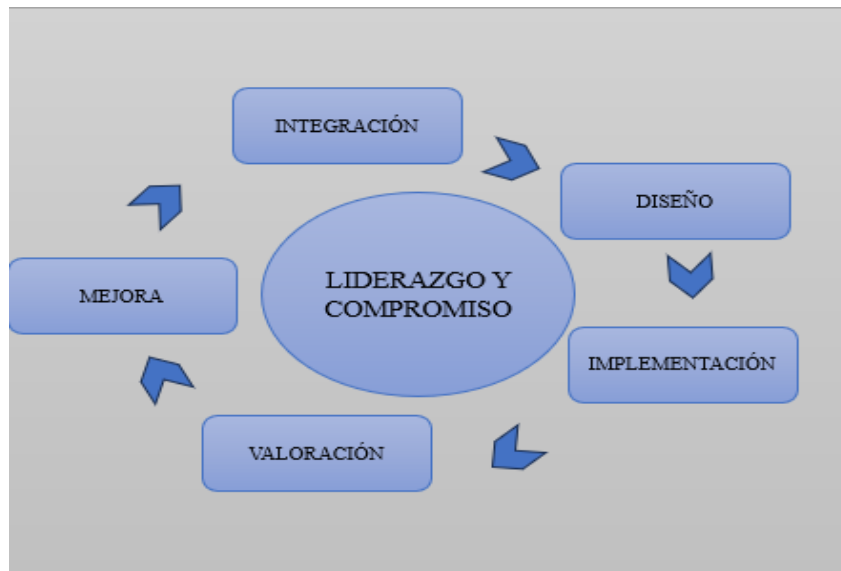 INTEGRACIÓN
DISEÑO
LIDERAZGO Y
COMPROMISO
MEJORA
IMPLEMENTACIÓN
VALORACIÓN